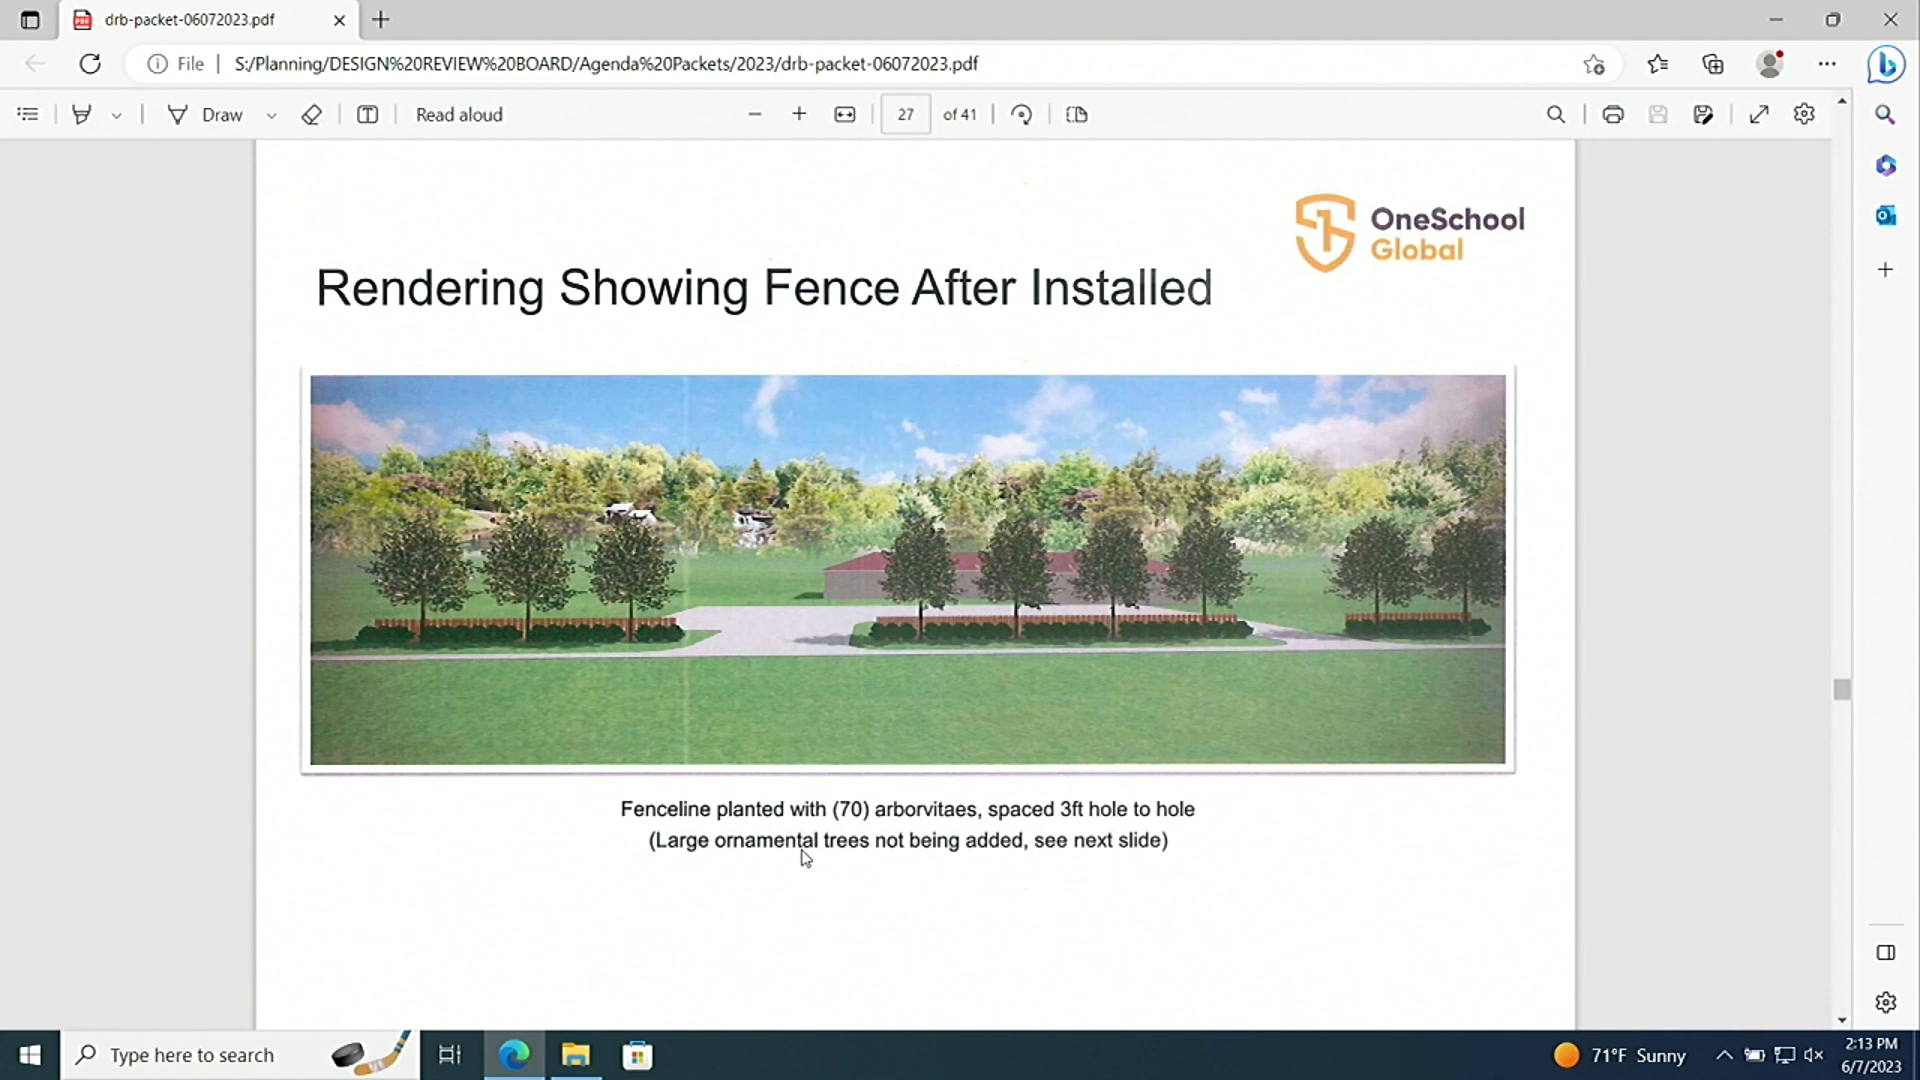 drb-packet-06072023.pdf
File
S:/Planning/DESIGN%20REVIEW%20BOARD/Agenda%20Packets/2023/drb-packet-06072023.pdf
Draw
Read aloud
27
of 41
OneSchool
Global
Rendering Showing Fence After Installed
Fenceline planted with (70) arborvitaes, spaced 3ft hole to hole
(Large ornamental trees not being added, see next slide)
Type here to search
71°F Sunny
2:13 PM
6/7/2023